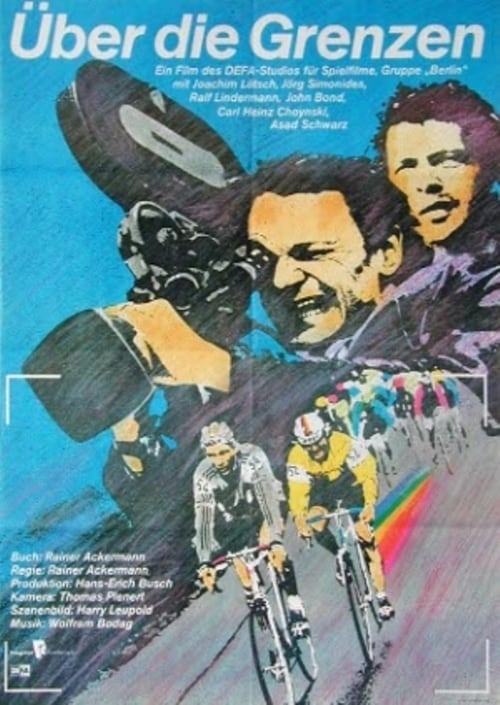 Über die Grenzen
Ein Film des DEFA-Studios für Spielfilme, Gruppe „Berlin“
mit Joachim Lätsch, Jörg Simonides,
Ralf Lindermann, John Bond,
Carl Heinz Choynski,
Asad Schwarz
Buch: Rainer Ackermann
Regie: Rainer Ackermann
Produktion: Hans-Erich Busch
Kamera: Thomas Plenert
Szenenbild: Harry Leupold
Musik: Wolfram Bodag